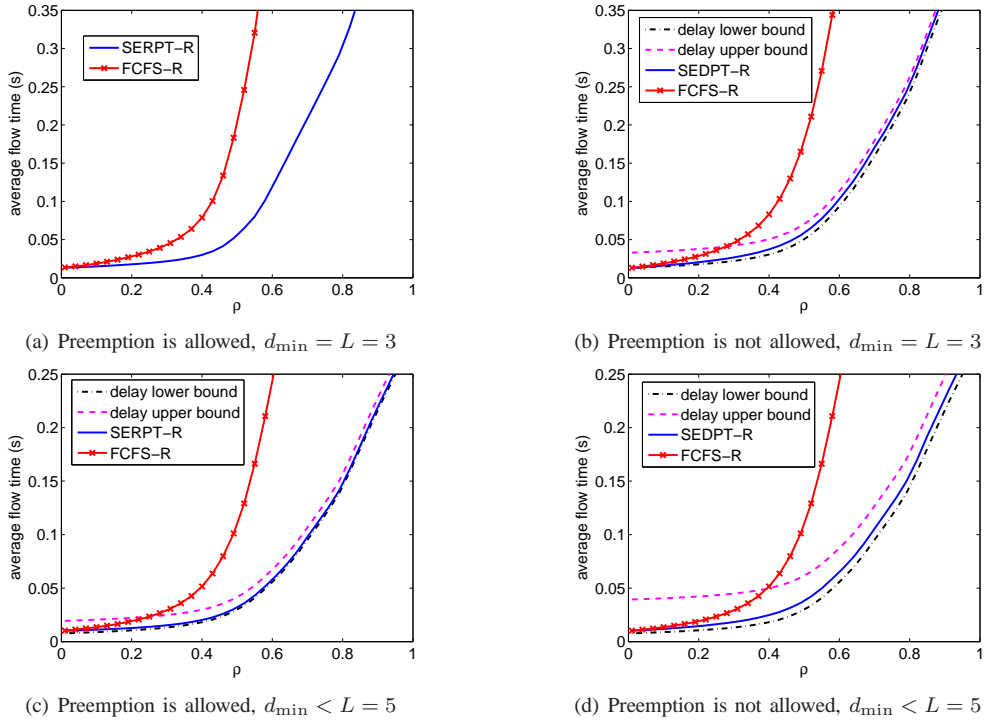 0.35
0.3
0.25
0.2
0.15
0.1
0.05
0
average flow time (s)
SERPT−R
FCFS−R
0 0.2 0.4 0.6 0.8 1
ρ
(a) Preemption is allowed, d_min = L = 3
0.35
0.3
0.25
0.2
0.15
0.1
0.05
0
average flow time (s)
delay lower bound
delay upper bound
SEDPT−R
FCFS−R
0 0.2 0.4 0.6 0.8 1
ρ
(b) Preemption is not allowed, d_min = L = 3
0.25
0.2
0.15
0.1
0.05
0
average flow time (s)
delay lower bound
delay upper bound
SERPT−R
FCFS−R
0 0.2 0.4 0.6 0.8 1
ρ
(c) Preemption is allowed, d_min < L = 5
0.25
0.2
0.15
0.1
0.05
0
average flow time (s)
delay lower bound
delay upper bound
SEDPT−R
FCFS−R
0 0.2 0.4 0.6 0.8 1
ρ
(d) Preemption is not allowed, d_min < L = 5